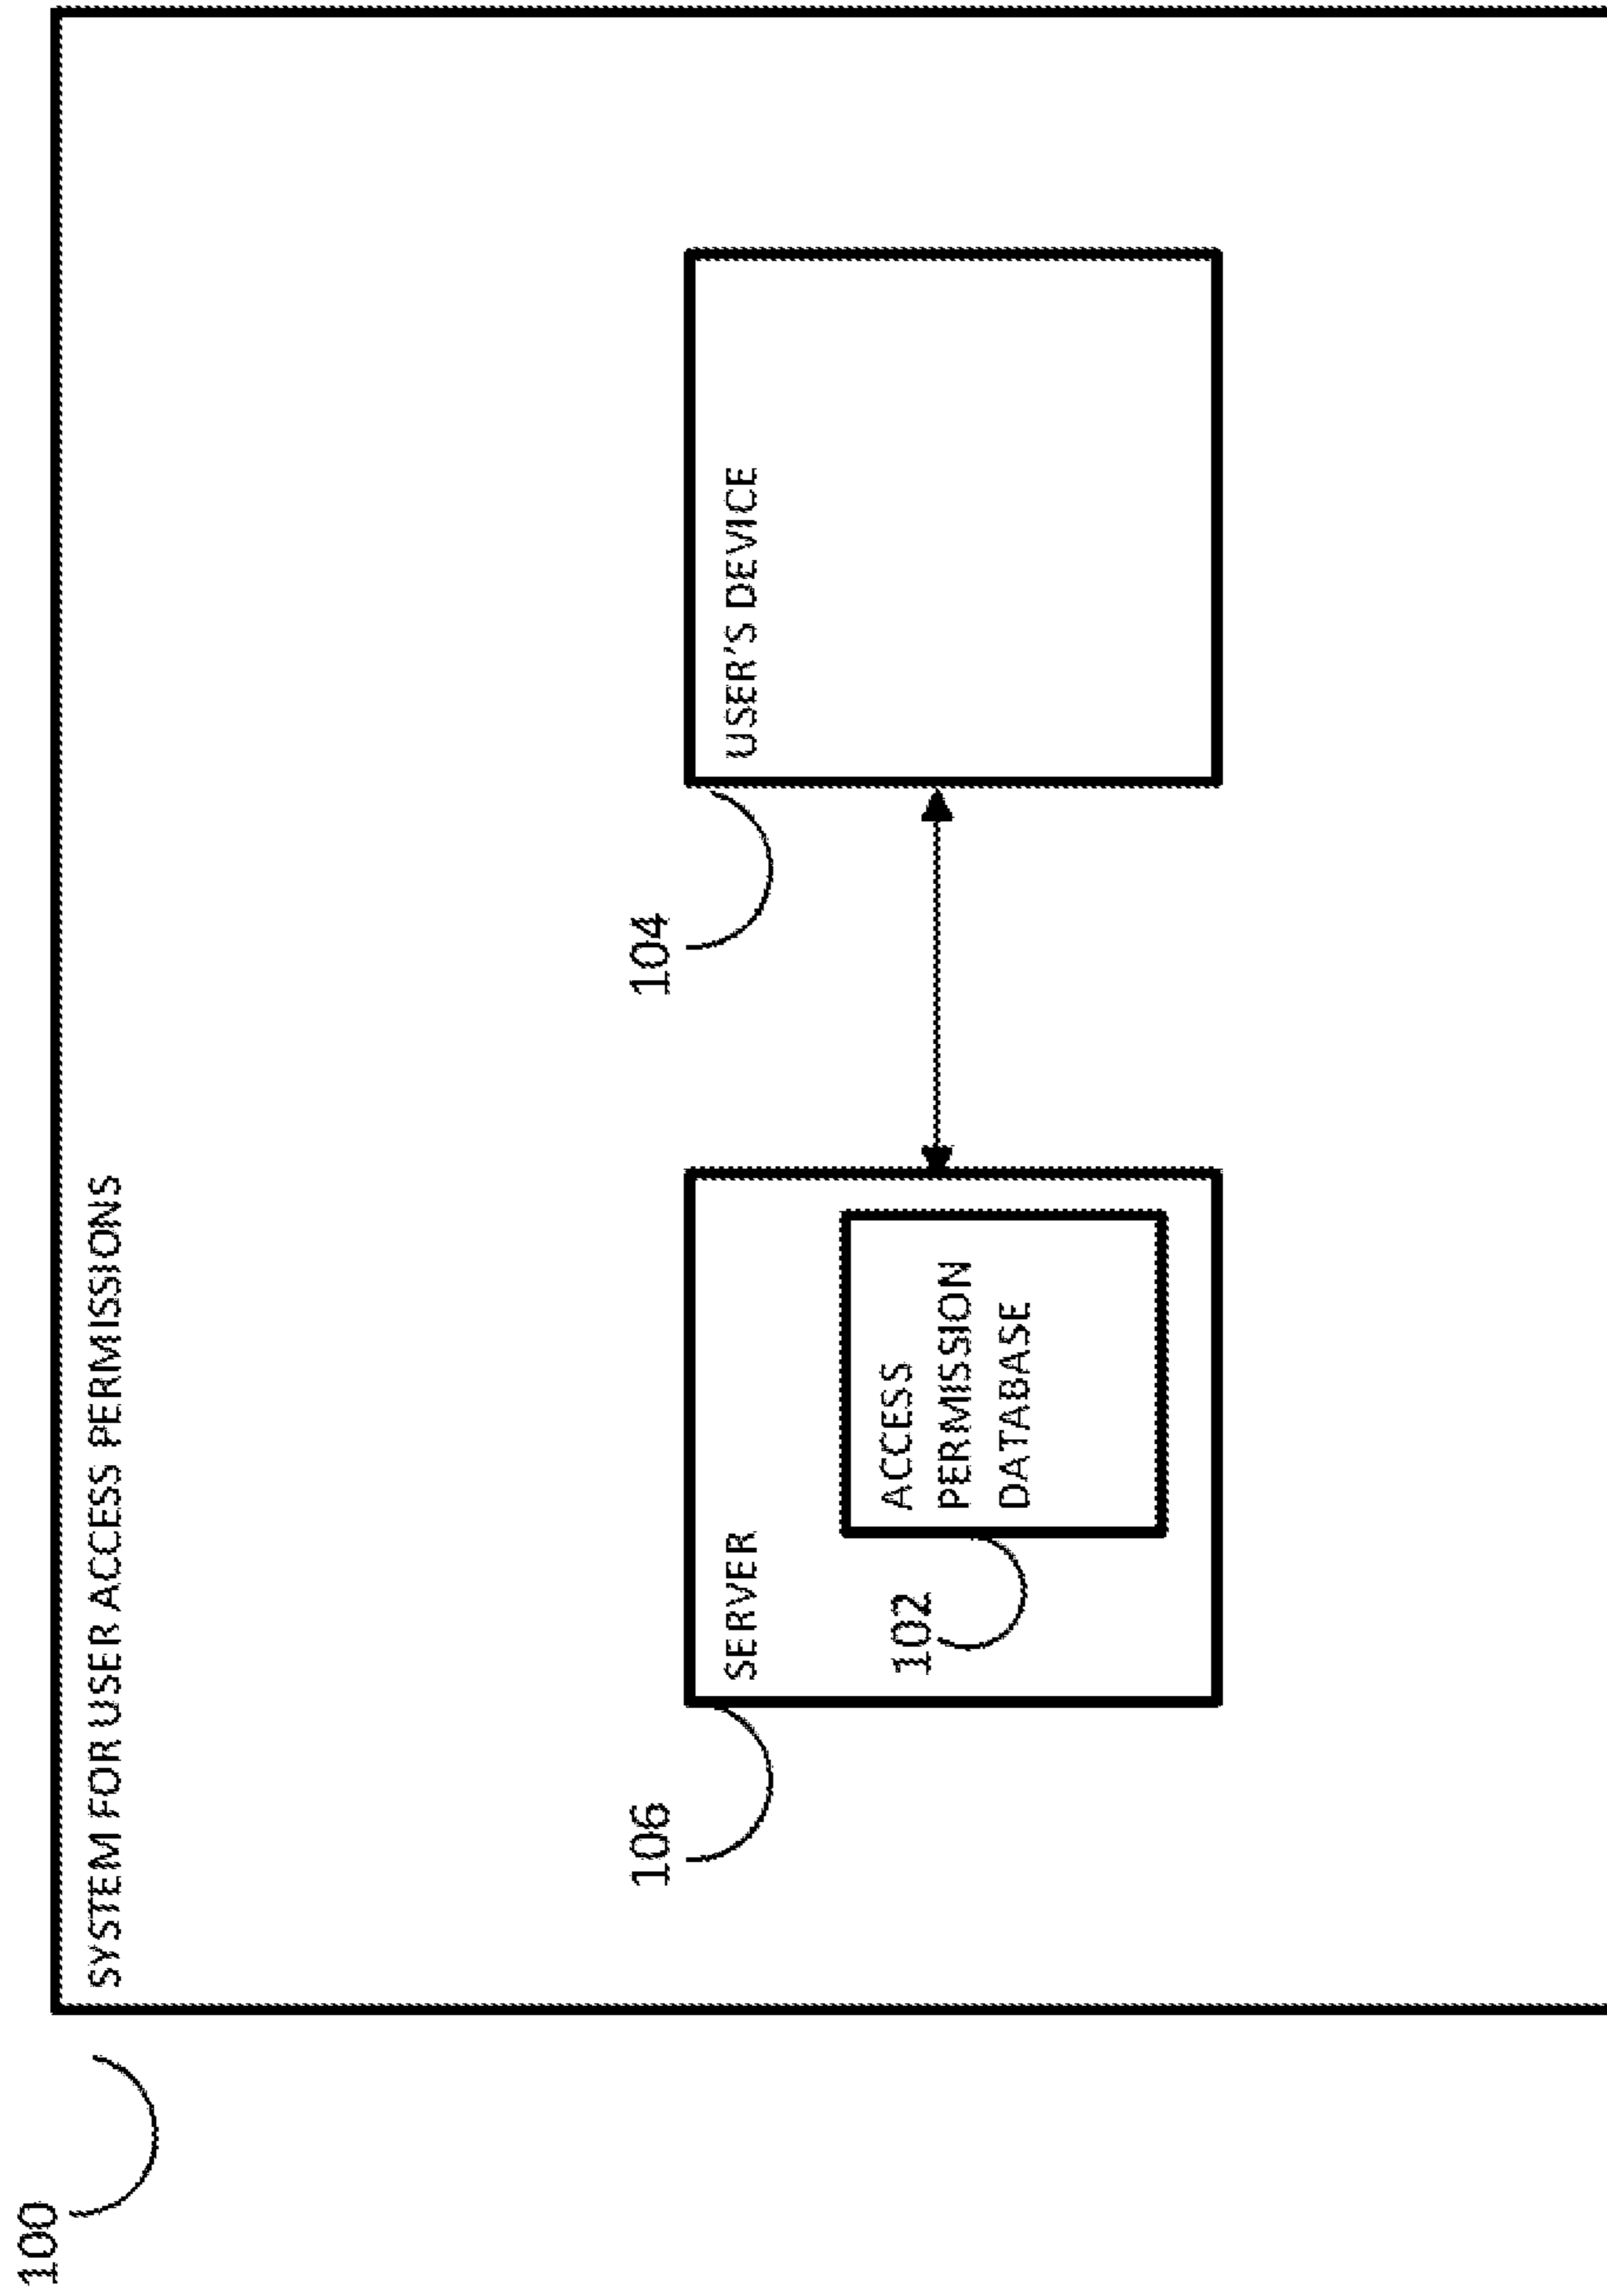 100
SYSTEM FOR USER ACCESS PERMISSIONS
106
SERVER
102
ACCESS
PERMISSION
DATABASE
104
USER'S DEVICE